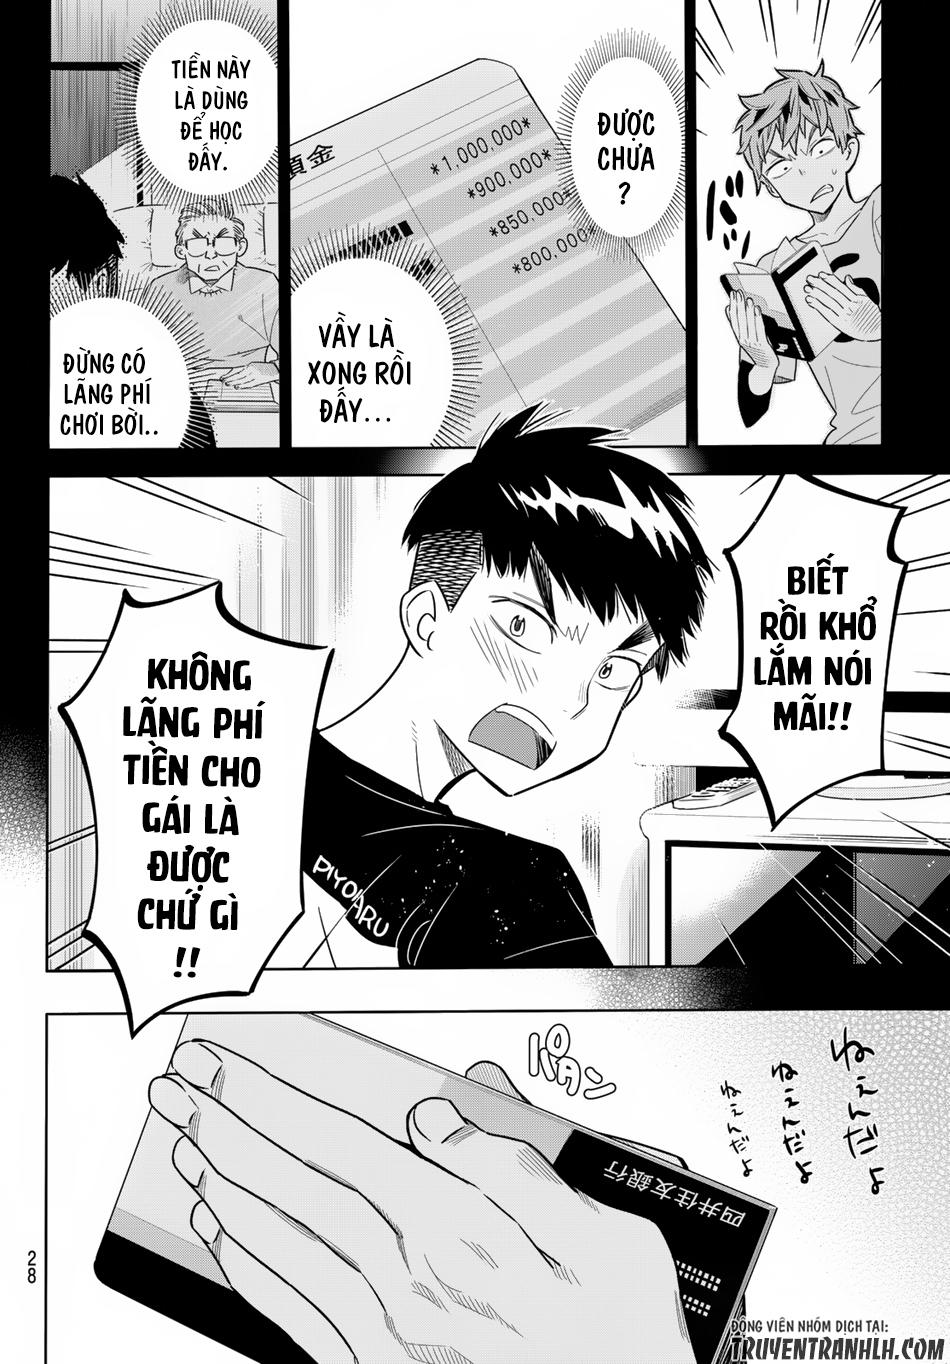 ĐƯỢC
CHƯA
?
預金
*1,000,000*
*900,000*
*850,000*
*800,000*
VẦY LÀ
XONG RỒI
ĐẤY...
TIỀN NÀY
LÀ DÙNG
ĐỂ HỌC
ĐẤY.
ĐỪNG CÓ
LÃNG PHÍ
CHƠI BỜI..
BIẾT
RỒI KHỔ
LẮM NÓI
MÃI!!
KHÔNG
LÃNG PHÍ
TIỀN CHO
GÁI LÀ
ĐƯỢC
CHỨ GÌ
!!
PIYOMARU
ねぇんだよ
ねぇんだよ
ねぇんだよ
パタン
四井住友銀行
28
ĐỘNG VIÊN NHÓM DỊCH TẠI:
TRUYENTRANHLH.COM